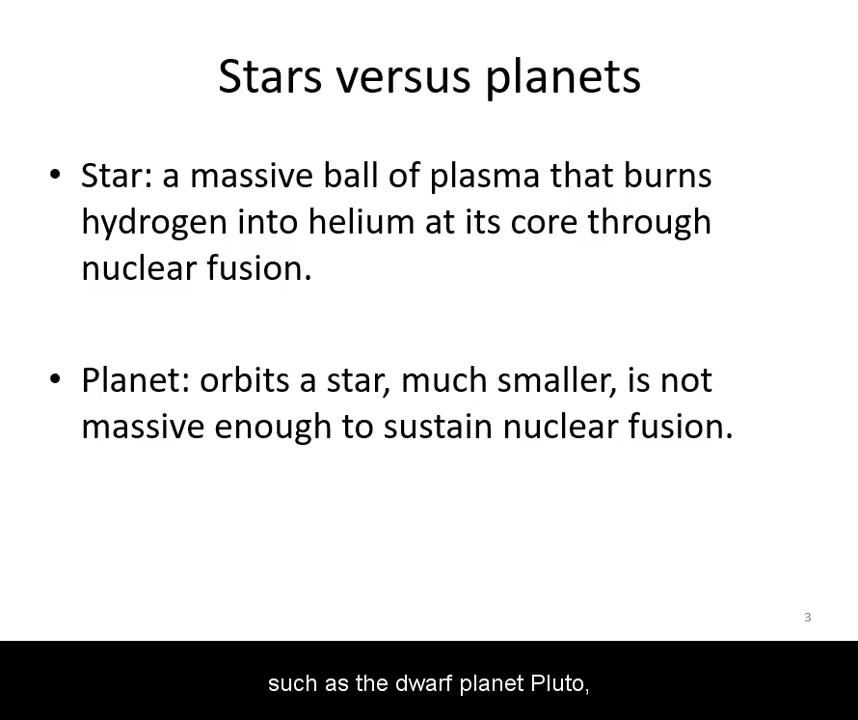 Stars versus planets
• Star: a massive ball of plasma that burns
hydrogen into helium at its core through
nuclear fusion.
• Planet: orbits a star, much smaller, is not
massive enough to sustain nuclear fusion.
3
such as the dwarf planet Pluto,